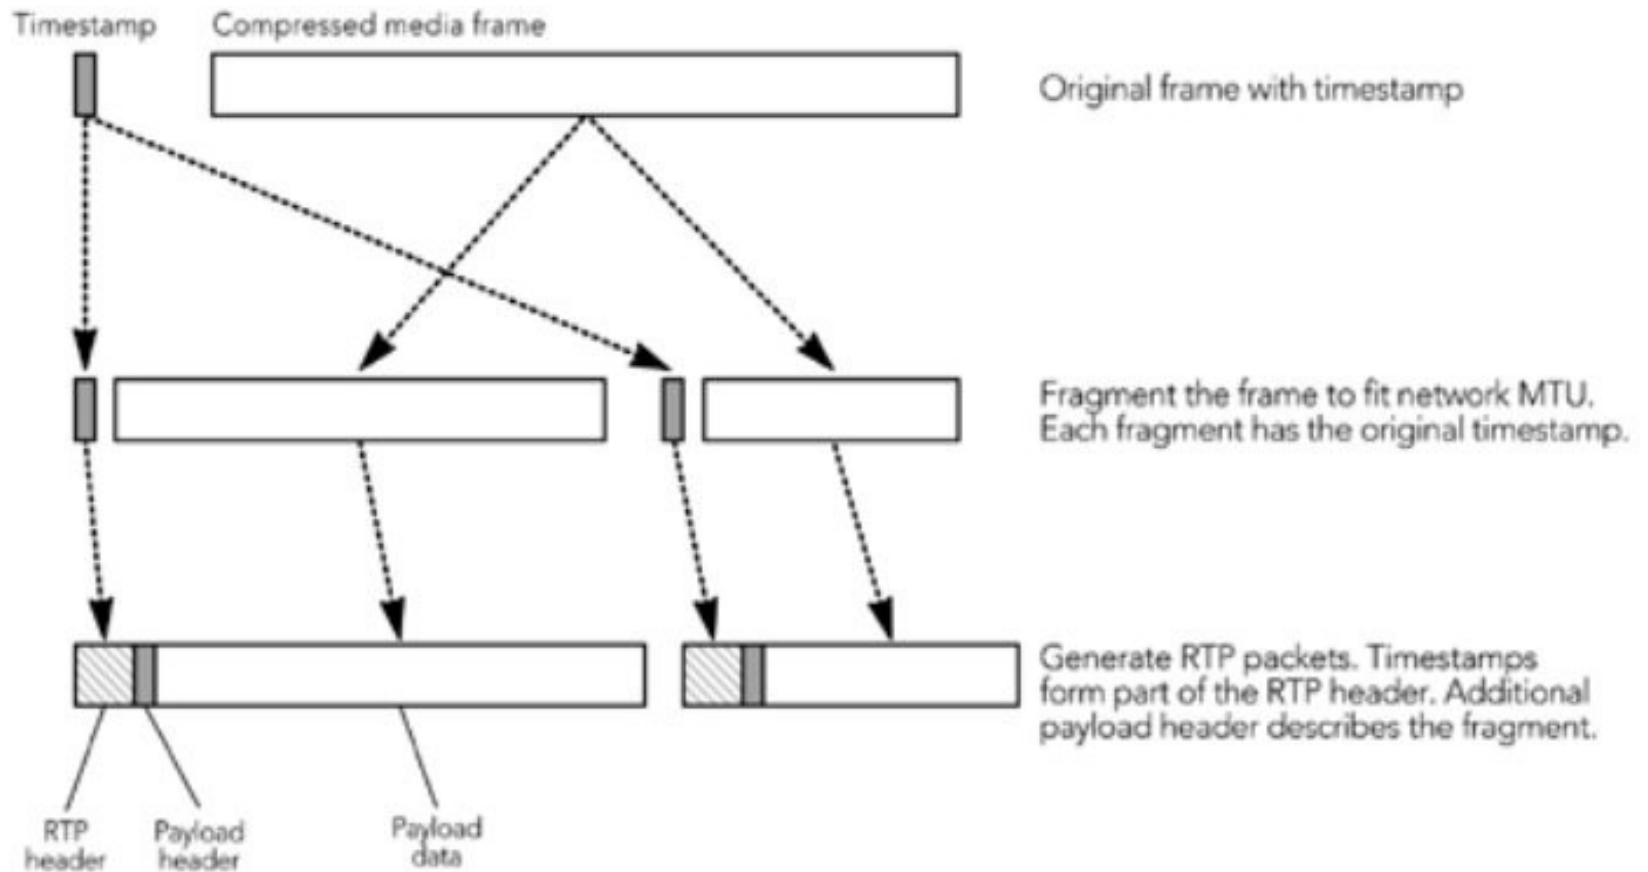 Timestamp
Compressed media frame
Original frame with timestamp
Fragment the frame to fit network MTU.
Each fragment has the original timestamp.
Generate RTP packets. Timestamps
form part of the RTP header. Additional
payload header describes the fragment.
RTP
header
Payload
header
Payload
data